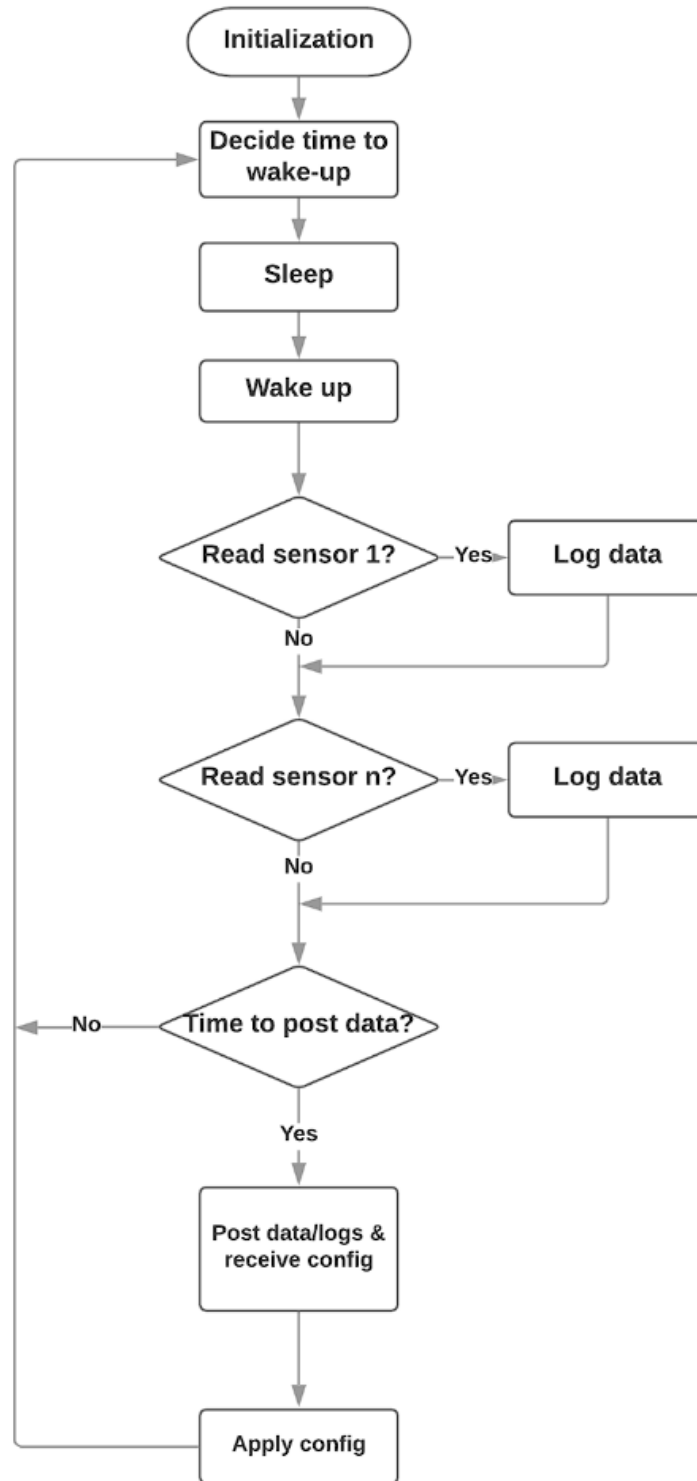 Initialization
Decide time to
wake-up
Sleep
Wake up
Read sensor 1?
Yes
Log data
No
Read sensor n?
Yes
Log data
No
Time to post data?
No
Yes
Post data/logs &
receive config
Apply config